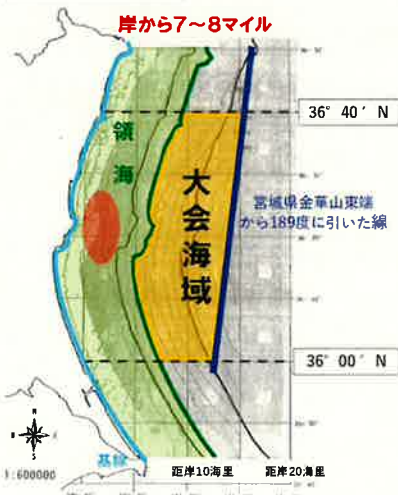 岸から7～8マイル
36° 40′ N
領海
大会海域
宮城県金華山東端
から189度に引いた線
36° 00′ N
N
基線
距岸10海里
距岸20海里
1:600000